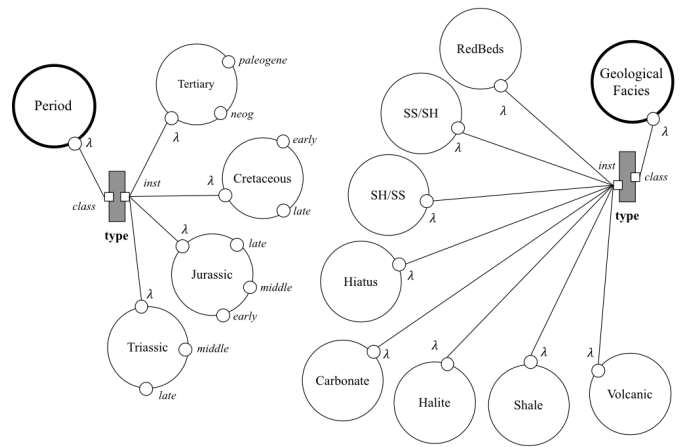 Period
λ
class
type
inst
Tertiary
paleogene
neog
λ
Cretaceous
early
late
λ
Jurassic
late
middle
early
λ
Triassic
middle
late
λ
RedBeds
λ
SS/SH
λ
SH/SS
λ
Hiatus
λ
Carbonate
λ
Halite
λ
Shale
λ
Volcanic
λ
Geological
Facies
λ
inst
class
type